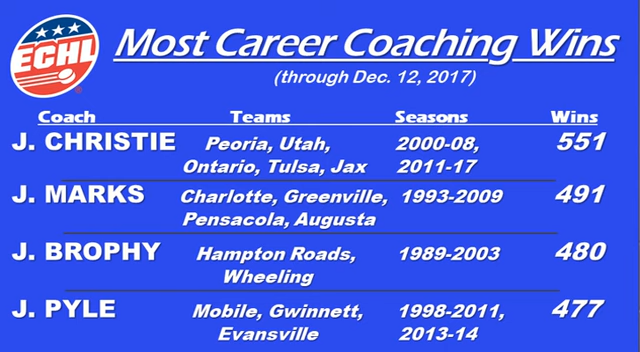 ECHL
Most Career Coaching Wins
(through Dec. 12, 2017)
Coach Teams Seasons Wins
J. CHRISTIE Peoria, Utah, 2000-08, 551
Ontario, Tulsa, Jax 2011-17
J. MARKS Charlotte, Greenville, 1993-2009 491
Pensacola, Augusta
J. BROPHY Hampton Roads, 1989-2003 480
Wheeling
J. PYLE Mobile, Gwinnett, 1998-2011, 477
Evansville 2013-14